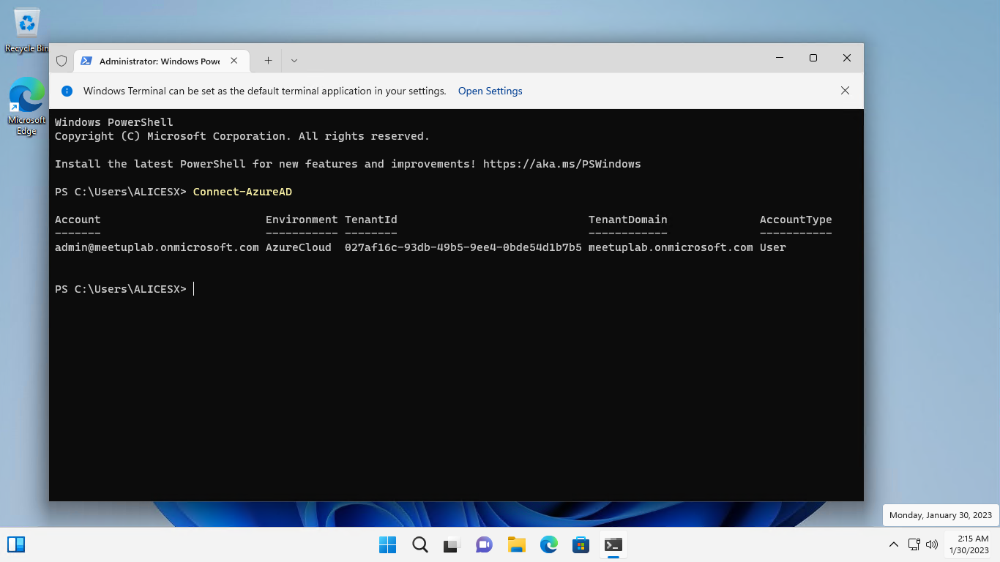 Recycle Bin
Microsoft
Edge
Administrator: Windows Powe
Windows Terminal can be set as the default terminal application in your settings. Open Settings
Windows PowerShell
Copyright (C) Microsoft Corporation. All rights reserved.
Install the latest PowerShell for new features and improvements! https://aka.ms/PSWindows
PS C:\Users\ALICESX> Connect-AzureAD
Account Environment TenantId TenantDomain AccountType
------- ----------- -------- ------------ -----------
admin@meetuplab.onmicrosoft.com AzureCloud 027af16c-93db-49b5-9ee4-0bde54d1b7b5 meetuplab.onmicrosoft.com User
PS C:\Users\ALICESX>
Monday, January 30, 2023
2:15 AM
1/30/2023